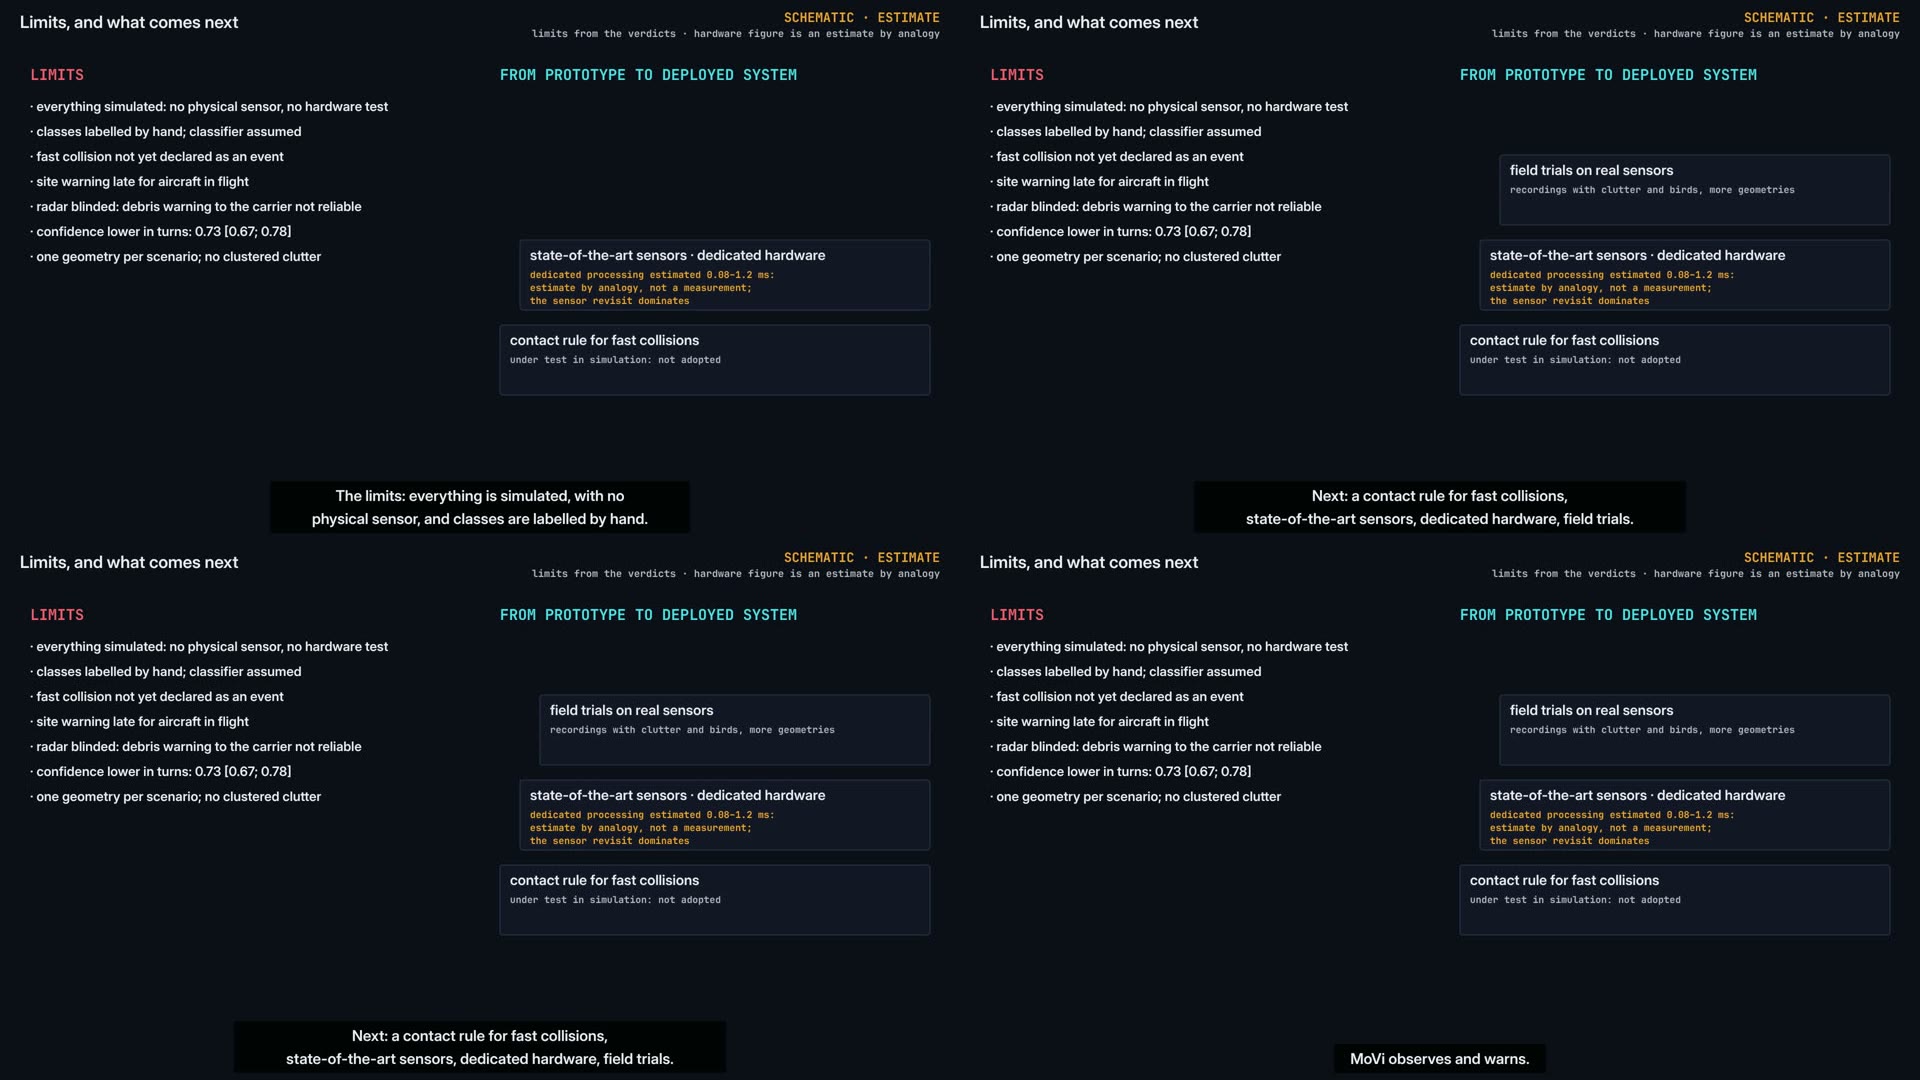 Limits, and what comes next
SCHEMATIC · ESTIMATE
limits from the verdicts · hardware figure is an estimate by analogy
LIMITS
· everything simulated: no physical sensor, no hardware test
· classes labelled by hand; classifier assumed
· fast collision not yet declared as an event
· site warning late for aircraft in flight
· radar blinded: debris warning to the carrier not reliable
· confidence lower in turns: 0.73 [0.67; 0.78]
· one geometry per scenario; no clustered clutter
FROM PROTOTYPE TO DEPLOYED SYSTEM
state-of-the-art sensors · dedicated hardware
dedicated processing estimated 0.08–1.2 ms:
estimate by analogy, not a measurement;
the sensor revisit dominates
contact rule for fast collisions
under test in simulation: not adopted
The limits: everything is simulated, with no
physical sensor, and classes are labelled by hand.
Limits, and what comes next
SCHEMATIC · ESTIMATE
limits from the verdicts · hardware figure is an estimate by analogy
LIMITS
· everything simulated: no physical sensor, no hardware test
· classes labelled by hand; classifier assumed
· fast collision not yet declared as an event
· site warning late for aircraft in flight
· radar blinded: debris warning to the carrier not reliable
· confidence lower in turns: 0.73 [0.67; 0.78]
· one geometry per scenario; no clustered clutter
FROM PROTOTYPE TO DEPLOYED SYSTEM
field trials on real sensors
recordings with clutter and birds, more geometries
state-of-the-art sensors · dedicated hardware
dedicated processing estimated 0.08–1.2 ms:
estimate by analogy, not a measurement;
the sensor revisit dominates
contact rule for fast collisions
under test in simulation: not adopted
Next: a contact rule for fast collisions,
state-of-the-art sensors, dedicated hardware, field trials.
Limits, and what comes next
SCHEMATIC · ESTIMATE
limits from the verdicts · hardware figure is an estimate by analogy
LIMITS
· everything simulated: no physical sensor, no hardware test
· classes labelled by hand; classifier assumed
· fast collision not yet declared as an event
· site warning late for aircraft in flight
· radar blinded: debris warning to the carrier not reliable
· confidence lower in turns: 0.73 [0.67; 0.78]
· one geometry per scenario; no clustered clutter
FROM PROTOTYPE TO DEPLOYED SYSTEM
field trials on real sensors
recordings with clutter and birds, more geometries
state-of-the-art sensors · dedicated hardware
dedicated processing estimated 0.08–1.2 ms:
estimate by analogy, not a measurement;
the sensor revisit dominates
contact rule for fast collisions
under test in simulation: not adopted
Next: a contact rule for fast collisions,
state-of-the-art sensors, dedicated hardware, field trials.
Limits, and what comes next
SCHEMATIC · ESTIMATE
limits from the verdicts · hardware figure is an estimate by analogy
LIMITS
· everything simulated: no physical sensor, no hardware test
· classes labelled by hand; classifier assumed
· fast collision not yet declared as an event
· site warning late for aircraft in flight
· radar blinded: debris warning to the carrier not reliable
· confidence lower in turns: 0.73 [0.67; 0.78]
· one geometry per scenario; no clustered clutter
FROM PROTOTYPE TO DEPLOYED SYSTEM
field trials on real sensors
recordings with clutter and birds, more geometries
state-of-the-art sensors · dedicated hardware
dedicated processing estimated 0.08–1.2 ms:
estimate by analogy, not a measurement;
the sensor revisit dominates
contact rule for fast collisions
under test in simulation: not adopted
MoVi observes and warns.